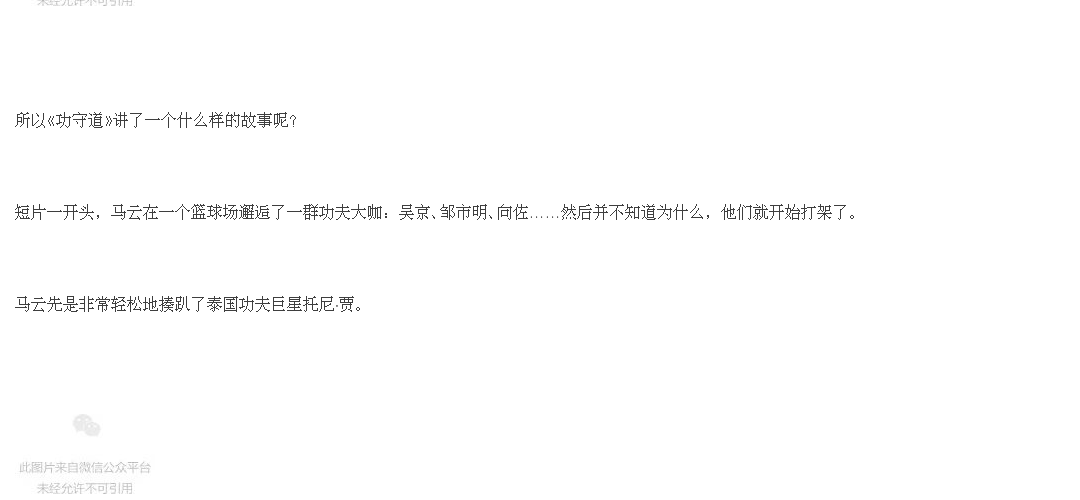 未经允许不可引用
所以《功守道》讲了一个什么样的故事呢？
短片一开头，马云在一个篮球场邂逅了一群功夫大咖：吴京、邹市明、向佐……然后并不知道为什么，他们就开始打架了。
马云先是非常轻松地揍趴了泰国功夫巨星托尼·贾。
此图片来自微信公众平台
未经允许不可引用